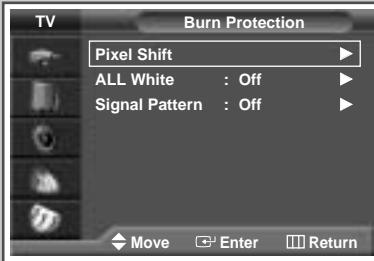 TV Burn Protection
Pixel Shift
ALL White : Off
Signal Pattern : Off
Move Enter Return